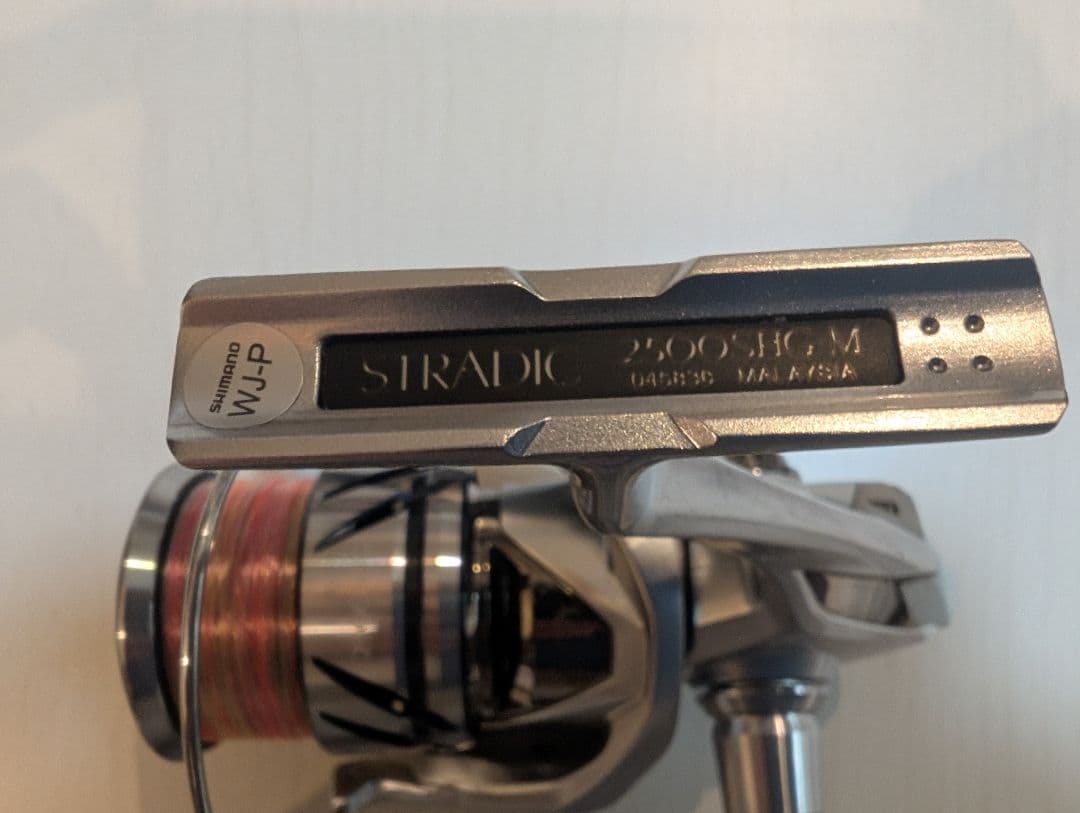 SHIMANO
WJ-P
STRADIC 2500SHG M
045836 MALAYSIA